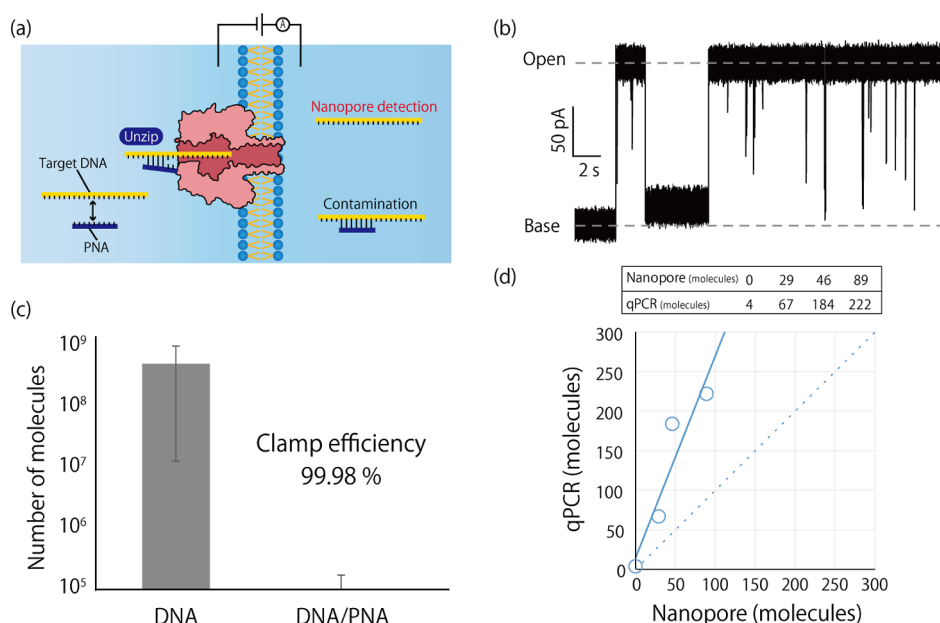 (a)
A
Nanopore detection
Unzip
Target DNA
PNA
Contamination
(b)
Open
50 pA
2 s
Base
(c)
Number of molecules
10⁹
10⁸
10⁷
10⁶
10⁵
Clamp efficiency
99.98 %
DNA
DNA/PNA
(d)
Nanopore (molecules) 0 29 46 89
qPCR (molecules) 4 67 184 222
qPCR (molecules)
300
250
200
150
100
50
0
0 50 100 150 200 250 300
Nanopore (molecules)